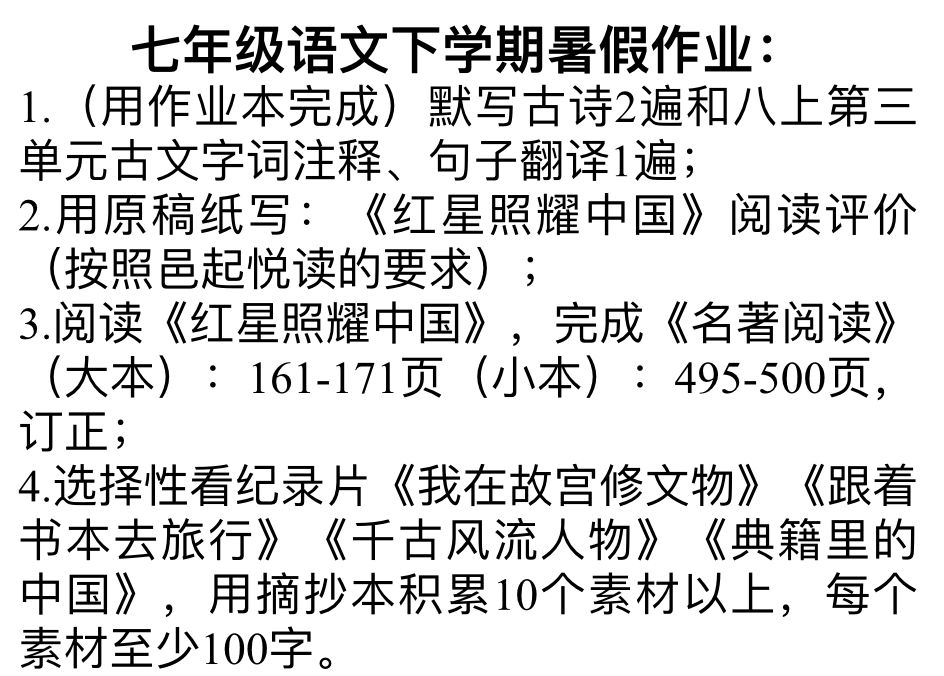 七年级语文下学期暑假作业：
1.（用作业本完成）默写古诗2遍和八上第三
单元古文字词注释、句子翻译1遍；
2.用原稿纸写：《红星照耀中国》阅读评价
（按照邑起悦读的要求）；
3.阅读《红星照耀中国》，完成《名著阅读》
（大本）：161-171页（小本）：495-500页，
订正；
4.选择性看纪录片《我在故宫修文物》《跟着
书本去旅行》《千古风流人物》《典籍里的
中国》，用摘抄本积累10个素材以上，每个
素材至少100字。